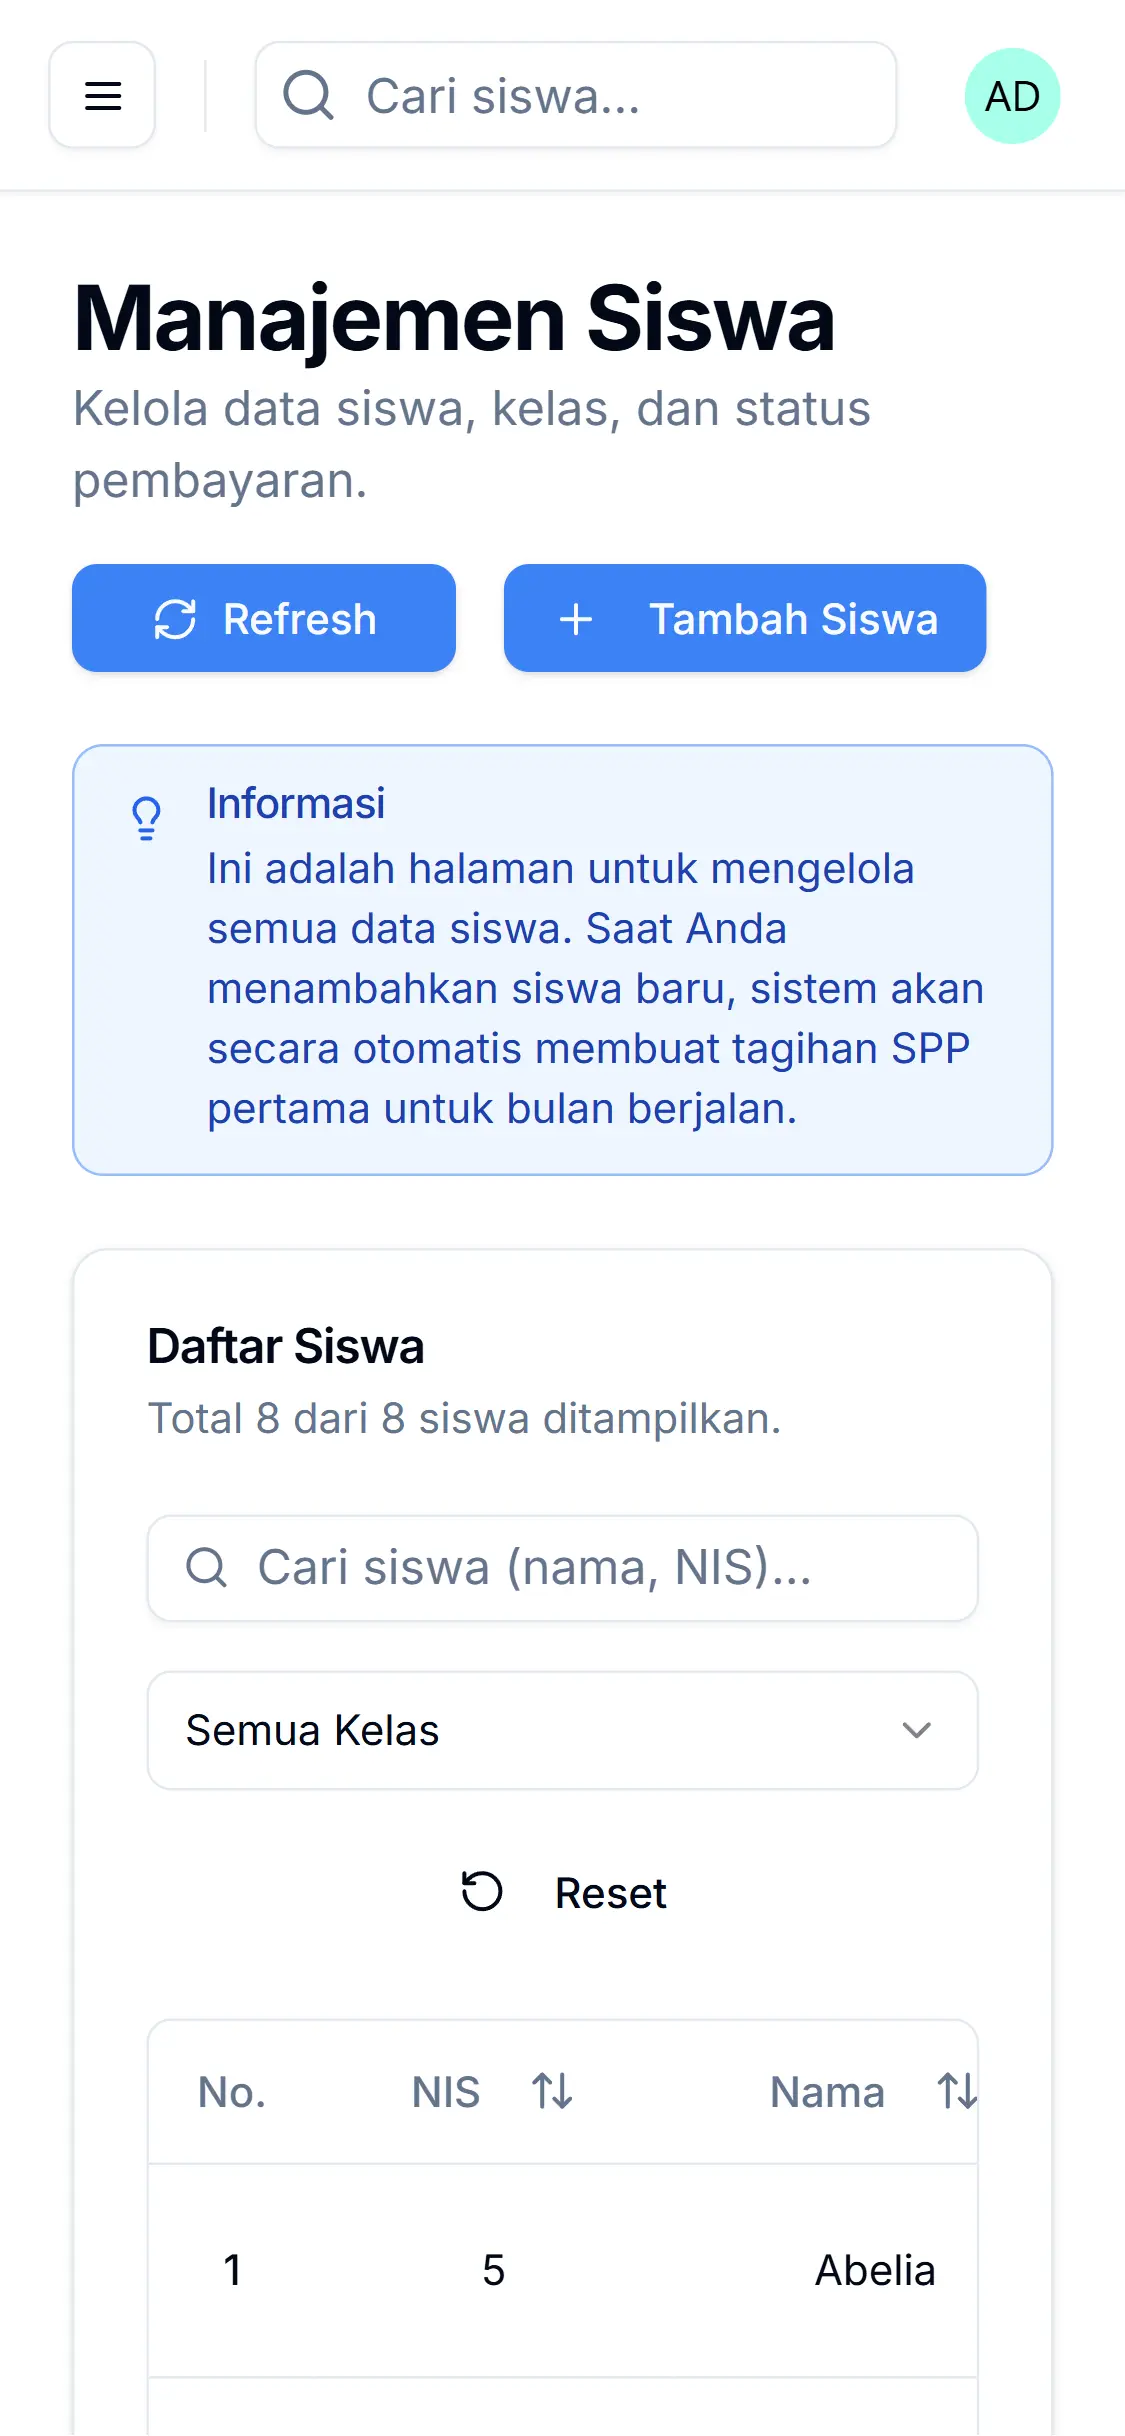 Cari siswa...
AD
Manajemen Siswa
Kelola data siswa, kelas, dan status
pembayaran.
Refresh
Tambah Siswa
Informasi
Ini adalah halaman untuk mengelola
semua data siswa. Saat Anda
menambahkan siswa baru, sistem akan
secara otomatis membuat tagihan SPP
pertama untuk bulan berjalan.
Daftar Siswa
Total 8 dari 8 siswa ditampilkan.
Cari siswa (nama, NIS)...
Semua Kelas
Reset
No. NIS Nama
1 5 Abelia